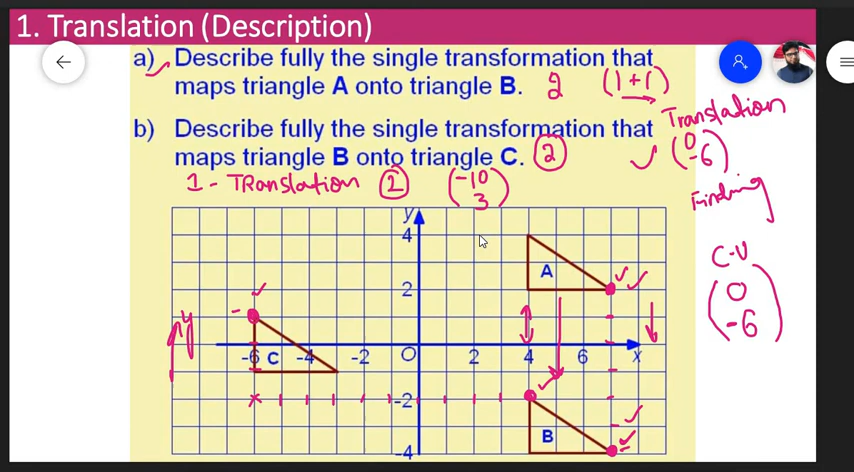 1. Translation (Description)
a) Describe fully the single transformation that
maps triangle A onto triangle B. 2 (1+1)
Translation
b) Describe fully the single transformation that
maps triangle B onto triangle C. 2
(0
-6)
1 - Translation 2 (-10
3)
Finding
C.V
(0
-6)
y
4
2
O
-6
-4
-2
2
4
6
x
-2
-4
A
B
C